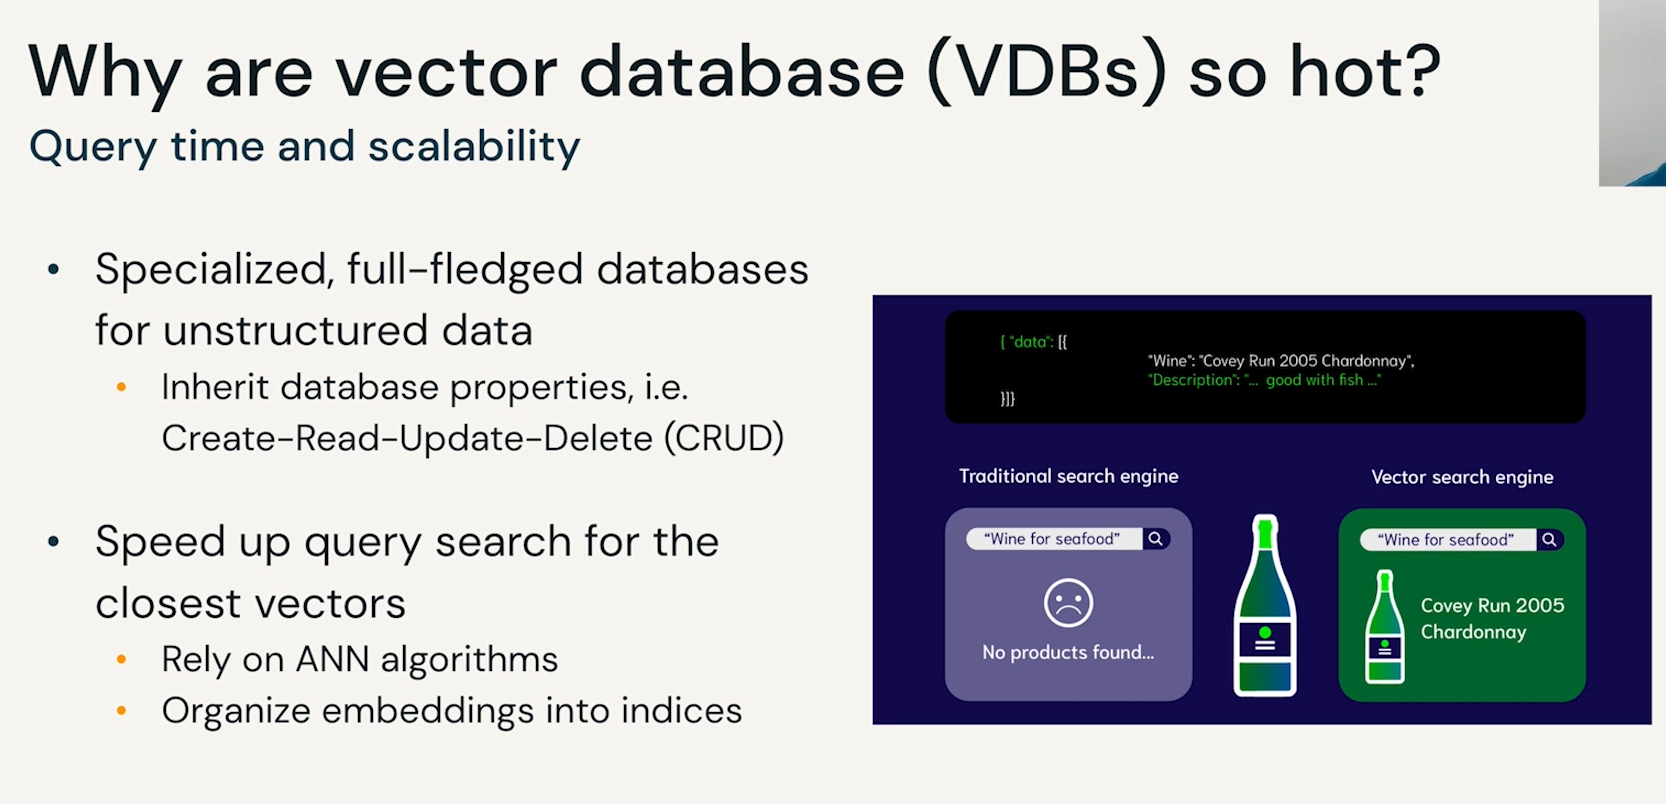 Why are vector database (VDBs) so hot?
Query time and scalability
• Specialized, full-fledged databases
for unstructured data
• Inherit database properties, i.e.
Create-Read-Update-Delete (CRUD)
• Speed up query search for the
closest vectors
• Rely on ANN algorithms
• Organize embeddings into indices
{ "data": [{
"Wine": "Covey Run 2005 Chardonnay",
"Description": "... good with fish ..."
}]}
Traditional search engine
“Wine for seafood”
No products found...
Vector search engine
“Wine for seafood”
Covey Run 2005
Chardonnay